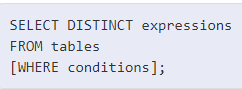 SELECT DISTINCT expressions
FROM tables
[WHERE conditions];